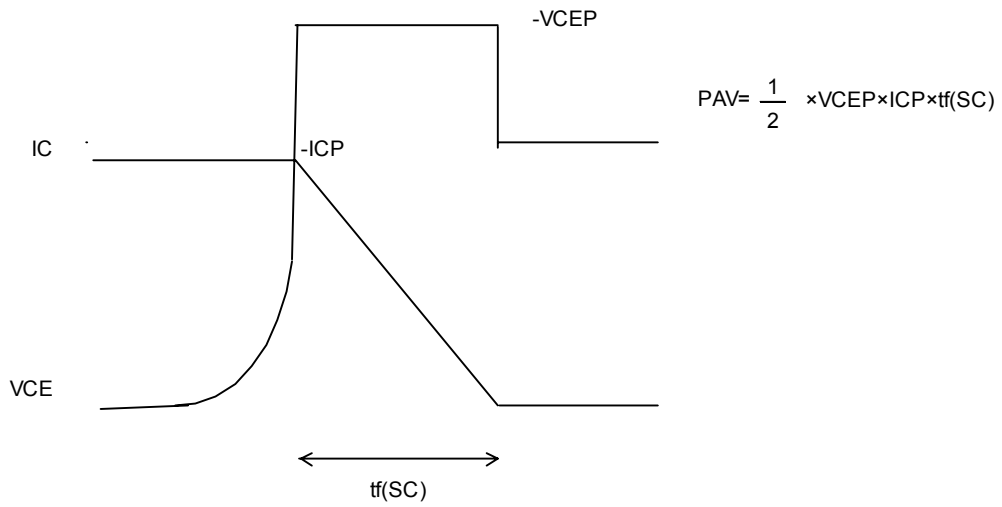 -VCEP
PAV= 1/2 ×VCEP×ICP×tf(SC)
IC
-ICP
VCE
tf(SC)